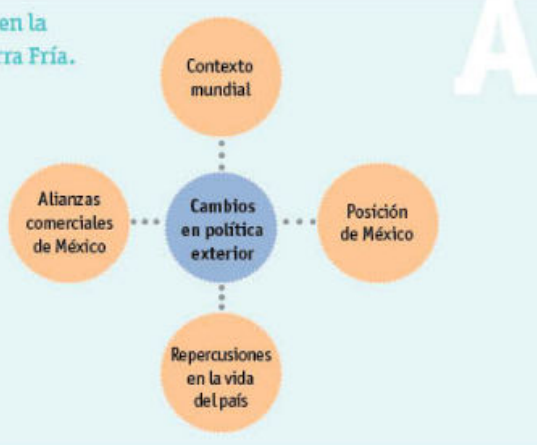 en la
rra Fría.
A
Contexto
mundial
Alianzas
comerciales
de México
Cambios
en política
exterior
Posición
de México
Repercusiones
en la vida
del país